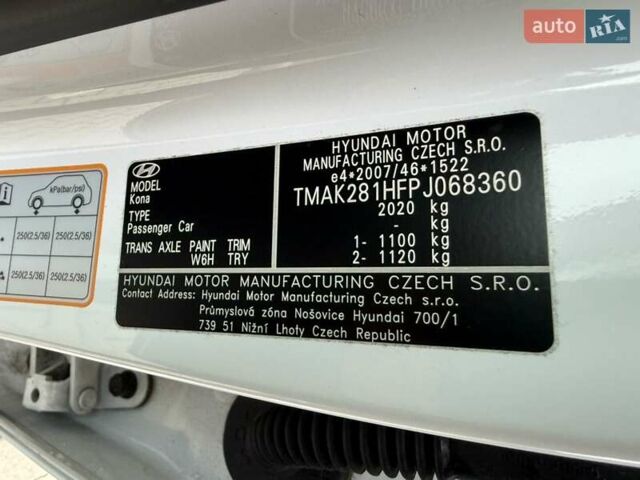 auto RIA.com
kPa(bar/psi)
250(2.5/36) 250(2.5/36)
250(2.5/36) 250(2.5/36)
HYUNDAI MOTOR
MANUFACTURING CZECH S.R.O.
e4*2007/46*1522
TMAK281HFPJ068360
2020 kg
- kg
1- 1100 kg
2- 1120 kg
HYUNDAI
MODEL
Kona
TYPE
Passenger Car
TRANS AXLE PAINT TRIM
W6H TRY
HYUNDAI MOTOR MANUFACTURING CZECH S.R.O.
Contact Address: Hyundai Motor Manufacturing Czech s.r.o.
Průmyslová zóna Nošovice Hyundai 700/1
739 51 Nižní Lhoty Czech Republic